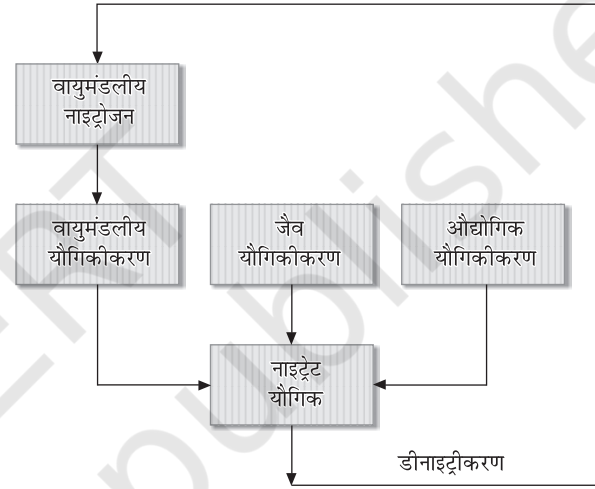 वायुमंडलीय
नाइट्रोजन
वायुमंडलीय
यौगिकीकरण
जैव
यौगिकीकरण
औद्योगिक
यौगिकीकरण
नाइट्रेट
यौगिक
डीनाइट्रीकरण